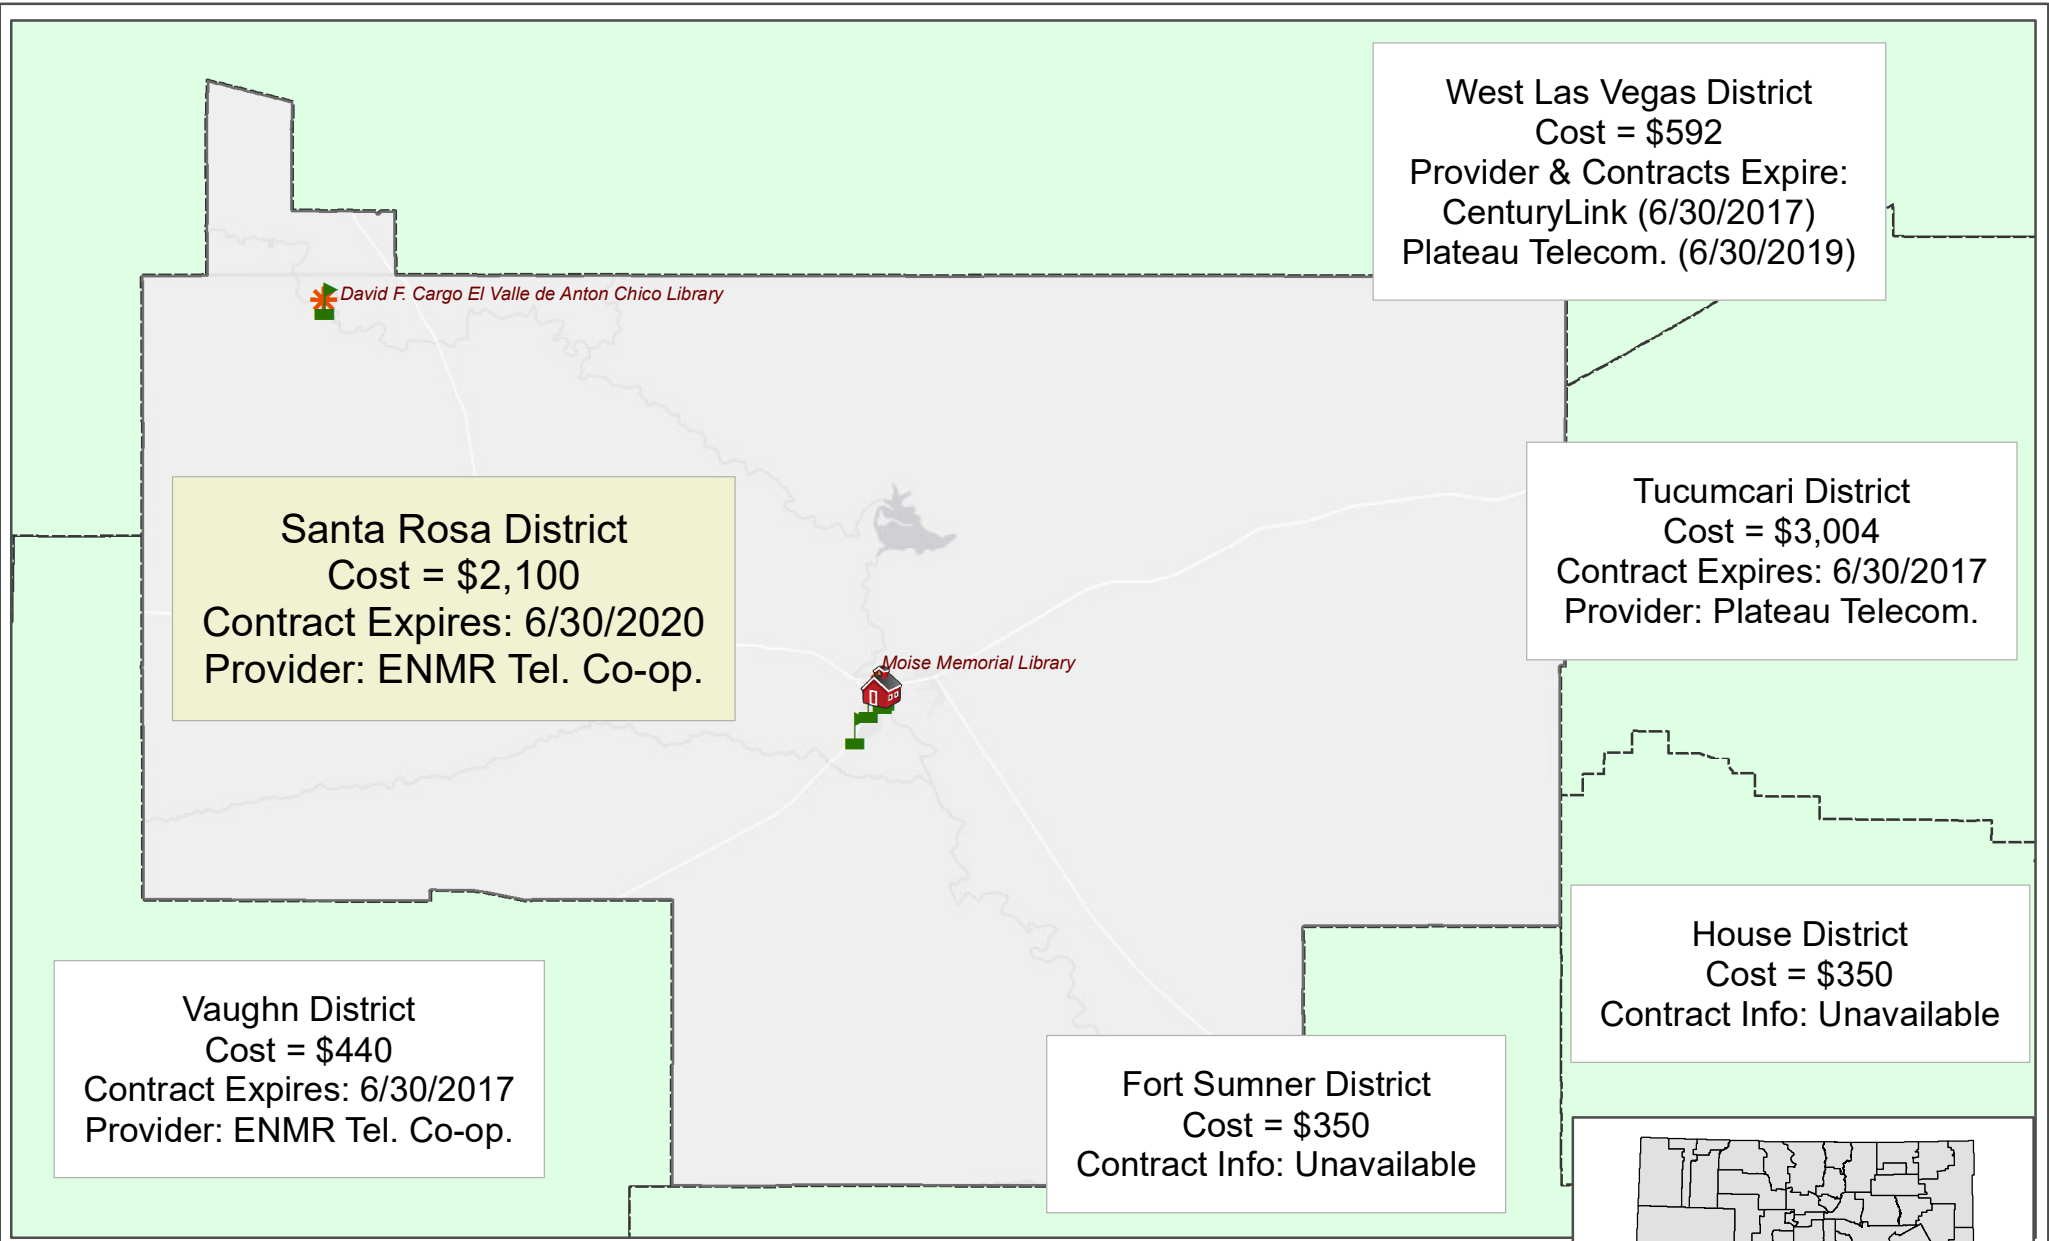 West Las Vegas District
Cost = $592
Provider & Contracts Expire:
CenturyLink (6/30/2017)
Plateau Telecom. (6/30/2019)
David F. Cargo El Valle de Anton Chico Library
Santa Rosa District
Cost = $2,100
Contract Expires: 6/30/2020
Provider: ENMR Tel. Co-op.
Tucumcari District
Cost = $3,004
Contract Expires: 6/30/2017
Provider: Plateau Telecom.
Moise Memorial Library
House District
Cost = $350
Contract Info: Unavailable
Vaughn District
Cost = $440
Contract Expires: 6/30/2017
Provider: ENMR Tel. Co-op.
Fort Sumner District
Cost = $350
Contract Info: Unavailable